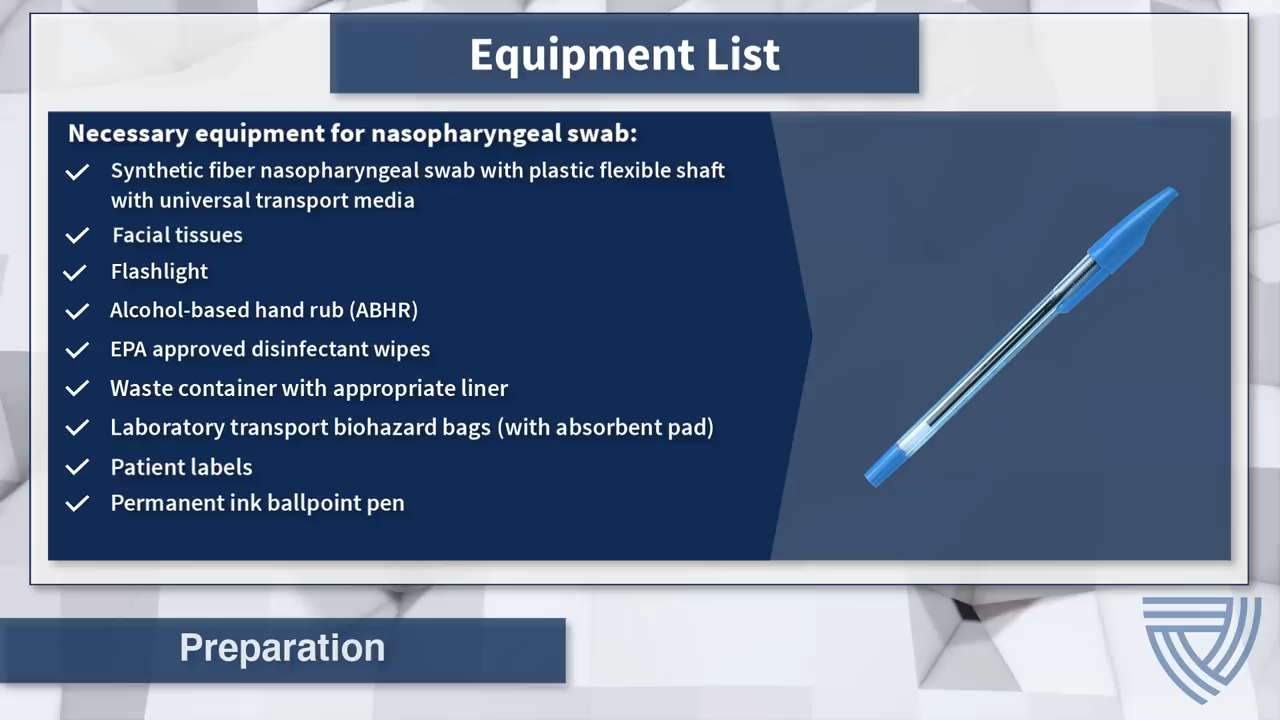 Equipment List
Necessary equipment for nasopharyngeal swab:
Synthetic fiber nasopharyngeal swab with plastic flexible shaft
with universal transport media
Facial tissues
Flashlight
Alcohol-based hand rub (ABHR)
EPA approved disinfectant wipes
Waste container with appropriate liner
Laboratory transport biohazard bags (with absorbent pad)
Patient labels
Permanent ink ballpoint pen
Preparation